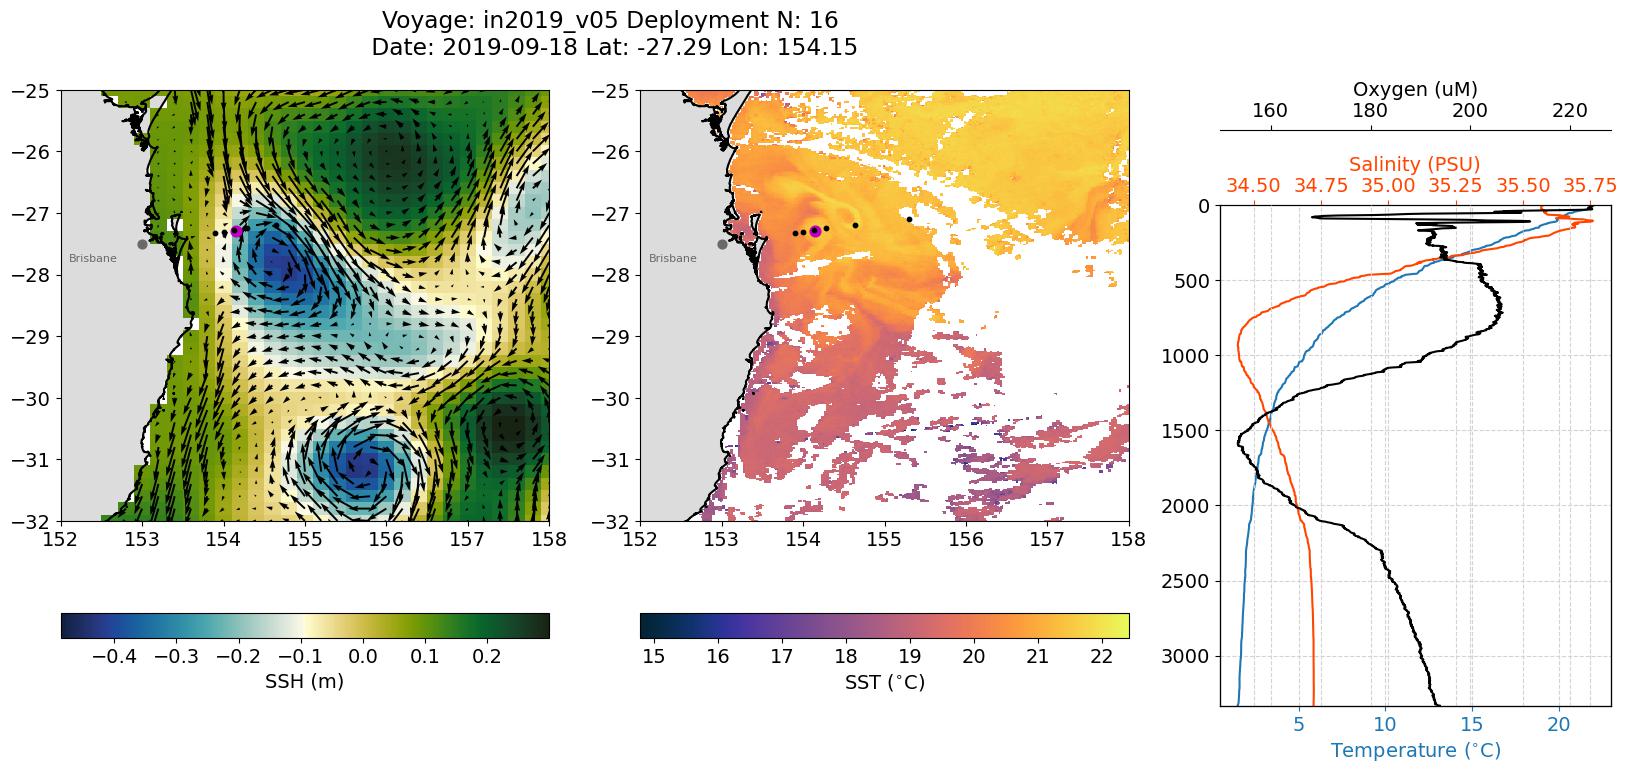 Voyage: in2019_v05 Deployment N: 16
Date: 2019-09-18 Lat: -27.29 Lon: 154.15
−25
−26
−27
−28
−29
−30
−31
−32
Brisbane
152 153 154 155 156 157 158
−0.4 −0.3 −0.2 −0.1 0.0 0.1 0.2
SSH (m)
−25
−26
−27
−28
−29
−30
−31
−32
Brisbane
152 153 154 155 156 157 158
15 16 17 18 19 20 21 22
SST (°C)
Oxygen (uM)
160 180 200 220
Salinity (PSU)
34.50 34.75 35.00 35.25 35.50 35.75
0
500
1000
1500
2000
2500
3000
5 10 15 20
Temperature (°C)